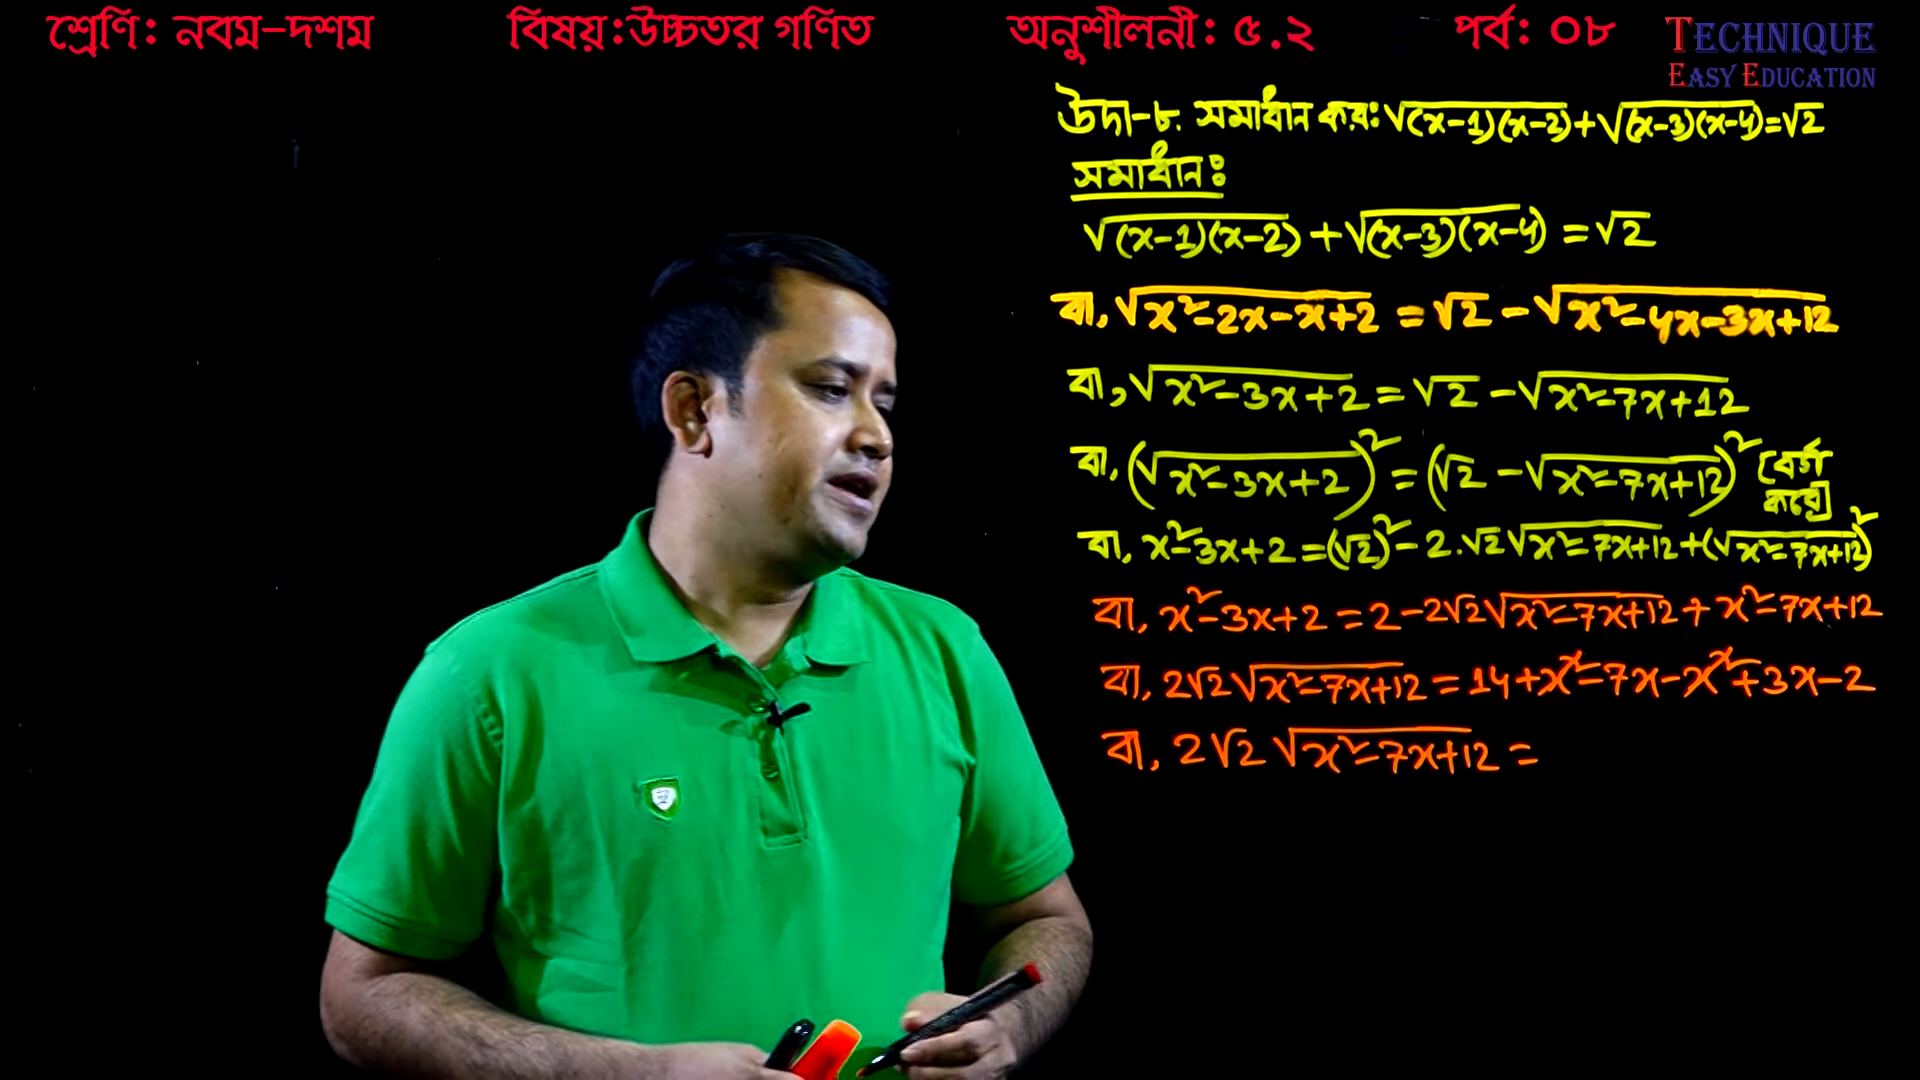 শ্রেণি: নবম-দশম বিষয়:উচ্চতর গণিত অনুশীলনী: ৫.২ পর্ব: ০৮
TECHNIQUE
EASY EDUCATION
উদা-৮. সমাধান কর: √(x-1)(x-2) + √(x-3)(x-4) = √2
সমাধানঃ
√(x-1)(x-2) + √(x-3)(x-4) = √2
বা, √x²-2x-x+2 = √2 - √x²-4x-3x+12
বা, √x²-3x+2 = √2 - √x²-7x+12
বা, (√x²-3x+2)² = (√2 - √x²-7x+12)² [বর্গ করে]
বা, x²-3x+2 = (√2)² - 2.√2√x²-7x+12 + (√x²-7x+12)²
বা, x²-3x+2 = 2-2√2√x²-7x+12 + x²-7x+12
বা, 2√2√x²-7x+12 = 14+x²-7x-x²+3x-2
বা, 2√2 √x²-7x+12 =